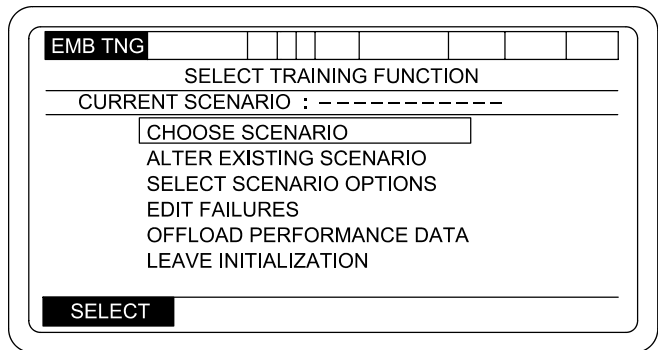 EMB TNG
SELECT TRAINING FUNCTION
CURRENT SCENARIO : – – – – – – – – – – –
CHOOSE SCENARIO
ALTER EXISTING SCENARIO
SELECT SCENARIO OPTIONS
EDIT FAILURES
OFFLOAD PERFORMANCE DATA
LEAVE INITIALIZATION
SELECT